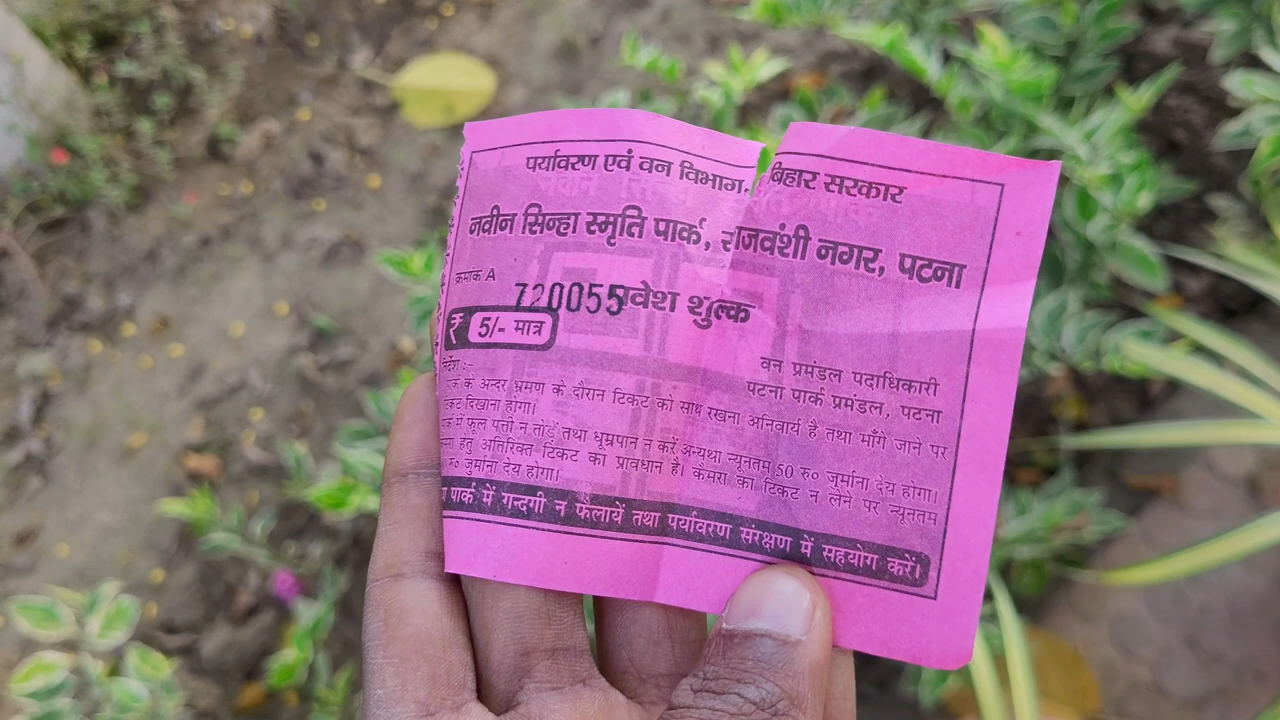 पर्यावरण एवं वन विभाग, बिहार सरकार
नवीन सिन्हा स्मृति पार्क, राजवंशी नगर, पटना
क्रमांक A
720055 प्रवेश शुल्क
₹ 5/- मात्र
वन प्रमंडल पदाधिकारी
पटना पार्क प्रमंडल, पटना
निर्देश :-
के अन्दर भ्रमण के दौरान टिकट को साथ रखना अनिवार्य है तथा माँगे जाने पर
टिकट दिखाना होगा।
में फूल पत्ती न तोड़ें तथा धूम्रपान न करें अन्यथा न्यूनतम 50 रु० जुर्माना देय होगा।
हेतु अतिरिक्त टिकट का प्रावधान है। कैमरा का टिकट न लेने पर न्यूनतम
रु० जुर्माना देय होगा।
पार्क में गन्दगी न फैलायें तथा पर्यावरण संरक्षण में सहयोग करें।